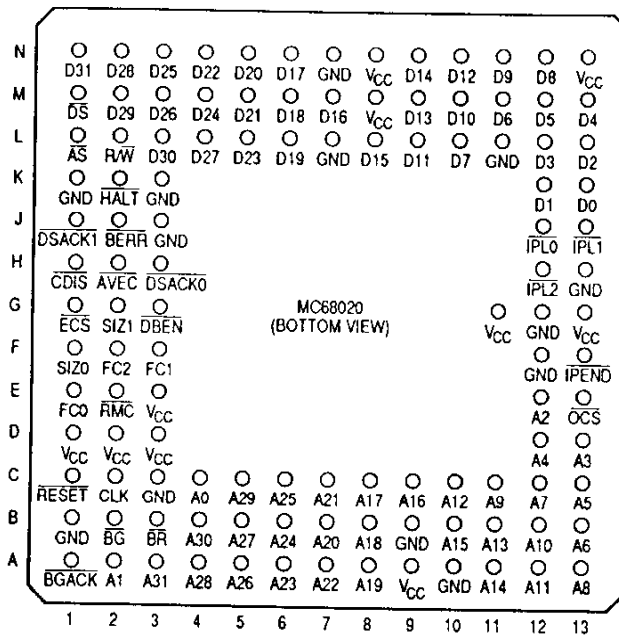 N
D31 D28 D25 D22 D20 D17 GND VCC D14 D12 D9 D8 VCC
M
DS D29 D26 D24 D21 D18 D16 VCC D13 D10 D6 D5 D4
L
AS R/W D30 D27 D23 D19 GND D15 D11 D7 GND D3 D2
K
GND HALT GND D1 D0
J
DSACK1 BERR GND IPL0 IPL1
H
CDIS AVEC DSACK0 IPL2 GND
G
MC68020
ECS SIZ1 DBEN (BOTTOM VIEW) VCC GND VCC
F
SIZ0 FC2 FC1 GND IPEND
E
FC0 RMC VCC A2 OCS
D
VCC VCC VCC A4 A3
C
RESET CLK GND A0 A29 A25 A21 A17 A16 A12 A9 A7 A5
B
GND BG BR A30 A27 A24 A20 A18 GND A15 A13 A10 A6
A
BGACK A1 A31 A28 A26 A23 A22 A19 VCC GND A14 A11 A8
1 2 3 4 5 6 7 8 9 10 11 12 13